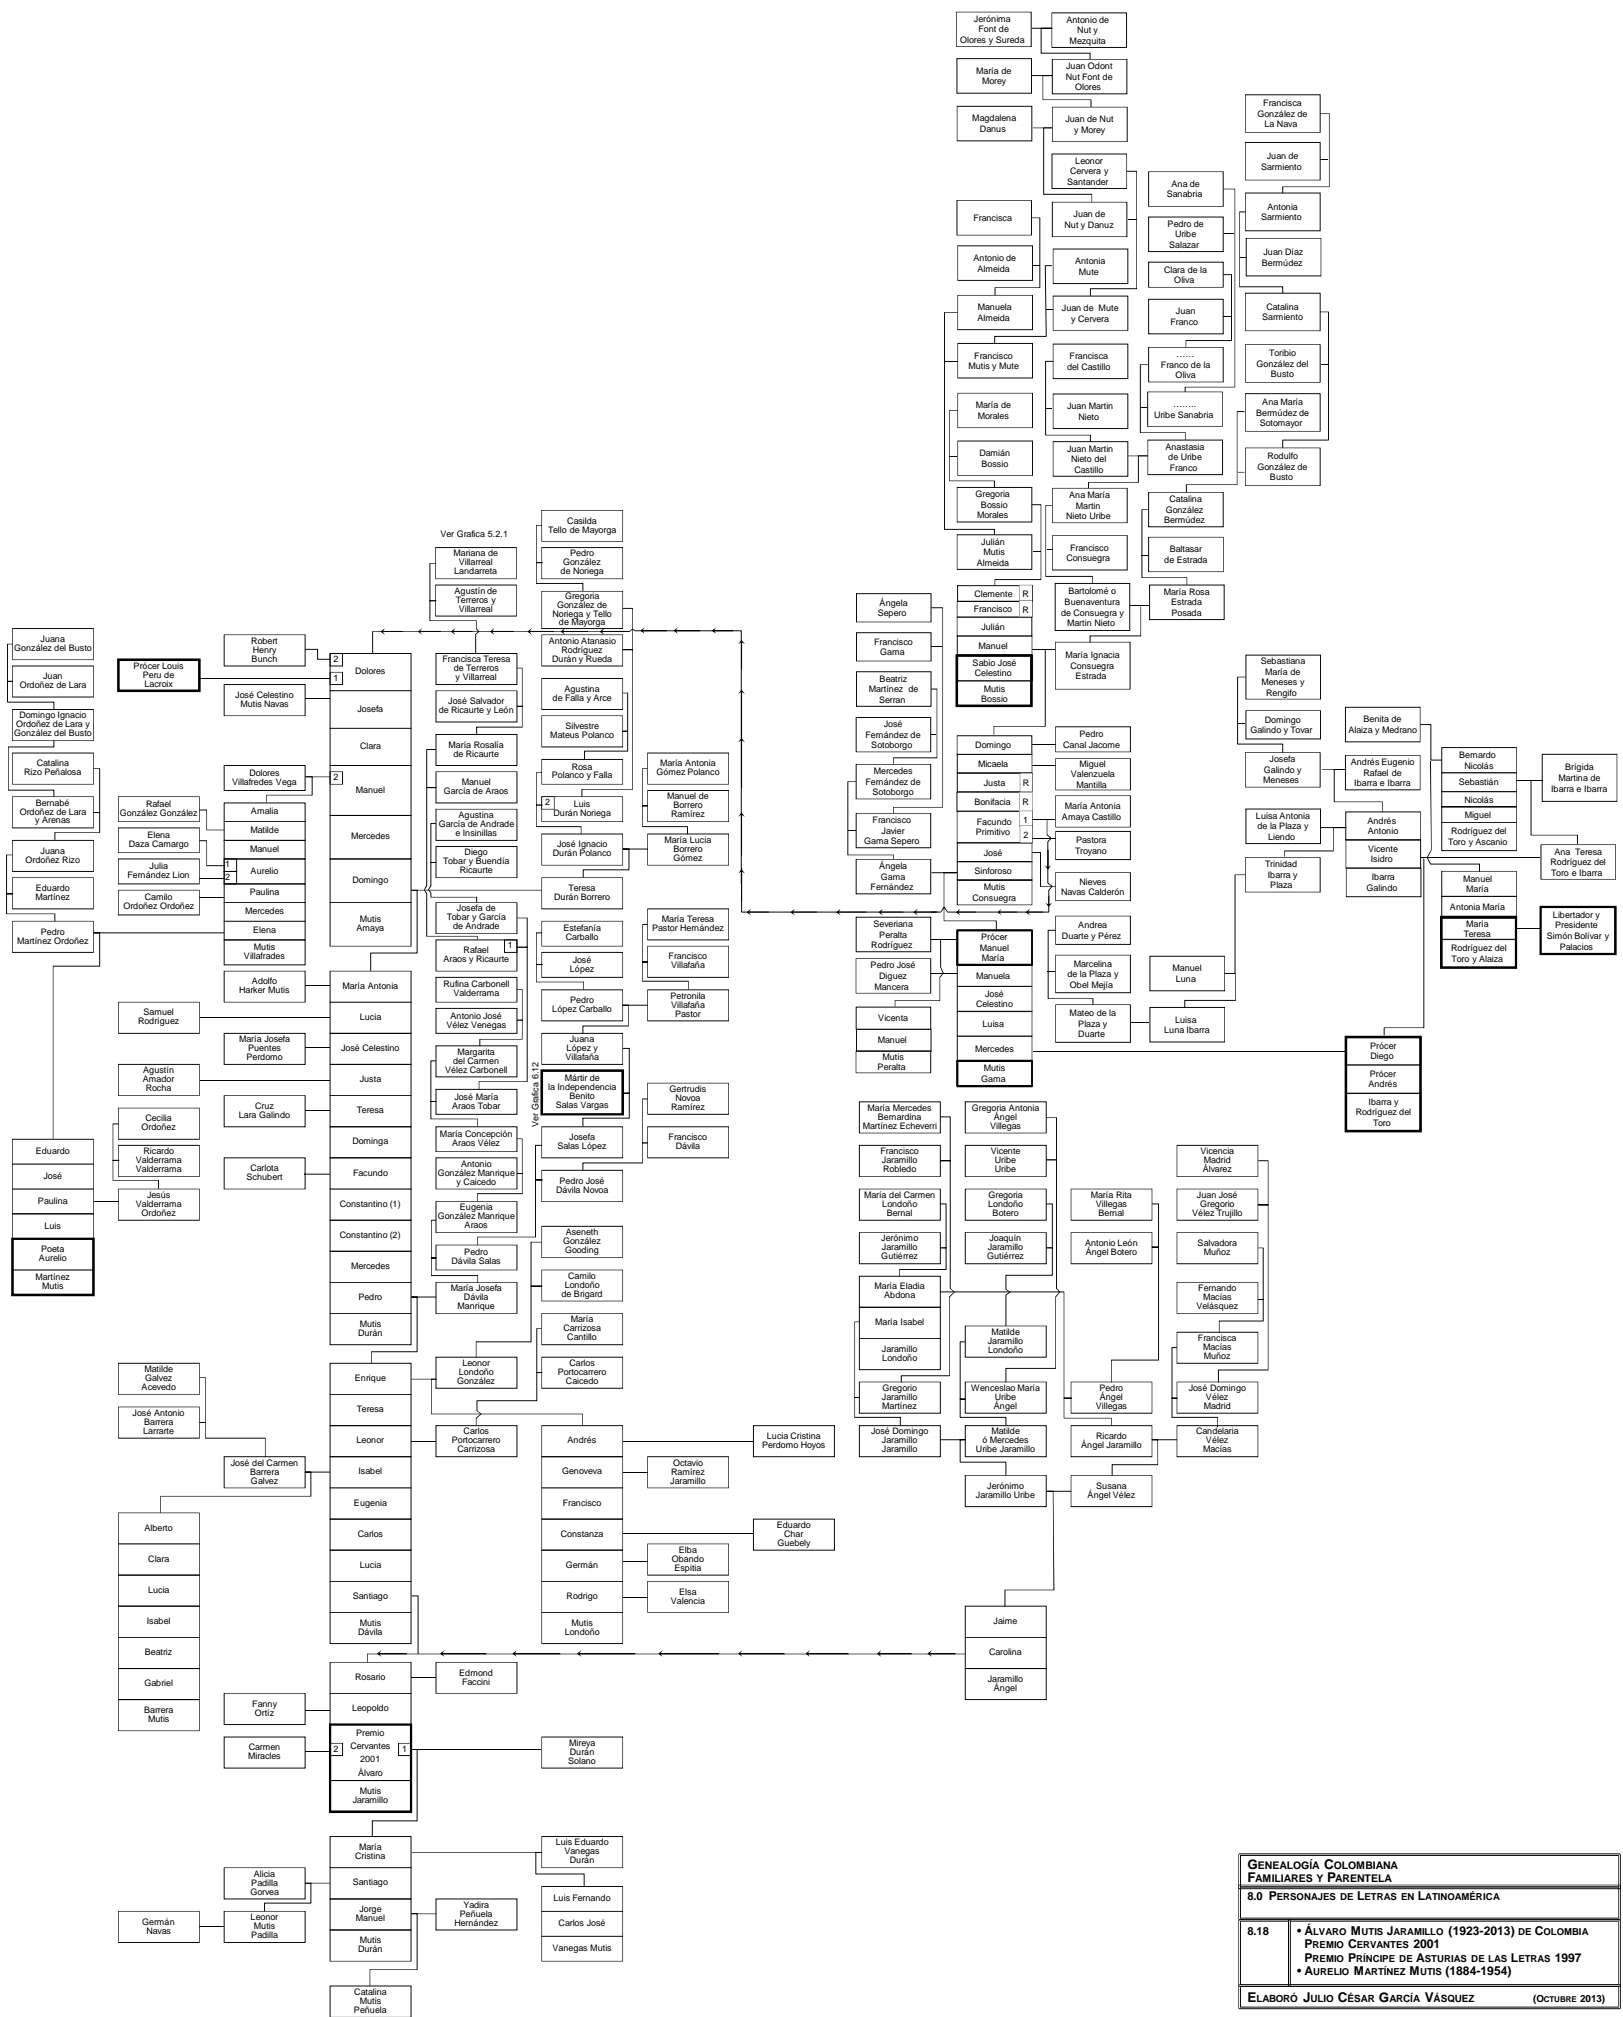 Jerónima
Font de
Olores y Sureda
Antonio de
Nut y
Mezquita
María de
Morey
Juan Odont
Nut Font de
Olores
Magdalena
Danus
Juan de Nut
y Morey
Francisca
González de
La Nava
Leonor
Cervera y
Santander
Juan de
Sarmiento
Ana de
Sanabria
Francisca
Juan de
Nut y Danuz
Pedro de
Uribe
Salazar
Antonia
Sarmiento
Antonio de
Almeida
Antonia
Mute
Clara de la
Oliva
Juan Díaz
Bermúdez
Manuela
Almeida
Juan de Mute
y Cervera
Juan
Franco
Catalina
Sarmiento
Francisco
Mutis y Mute
Francisca
del Castillo
......
Franco de la
Oliva
Toribio
González del
Busto
María de
Morales
Juan Martin
Nieto
........
Uribe Sanabria
Ana María
Bermúdez de
Sotomayor
Damián
Bossio
Juan Martin
Nieto del
Castillo
Anastasia
de Uribe
Franco
Rodulfo
González de
Busto
Gregoria
Bossio
Morales
Ana María
Martin
Nieto Uribe
Catalina
González
Bermúdez
Julián
Mutis
Almeida
Francisco
Consuegra
Baltasar
de Estrada
Clemente R
Francisco R
Julián
Manuel
Sabio José
Celestino
Mutis
Bossio
Bartolomé o
Buenaventura
de Consuegra y
Martin Nieto
María Rosa
Estrada
Posada
María Ignacia
Consuegra
Estrada
Ver Grafica 5.2.1
Casilda
Tello de Mayorga
Mariana de
Villarreal
Landarreta
Pedro
González
de Noriega
Agustín de
Terreros y
Villarreal
Gregoria
González de
Noriega y Tello
de Mayorga
Ángela
Sepero
Francisco
Gama
Beatriz
Martínez de
Serran
José
Fernández de
Sotoborgo
Mercedes
Fernández de
Sotoborgo
Francisco
Javier
Gama Sepero
Ángela
Gama
Fernández
Juana
González del Busto
Juan
Ordoñez de Lara
Domingo Ignacio
Ordoñez de Lara y
González del Busto
Catalina
Rizo Peñalosa
Bernabé
Ordoñez de Lara
y Arenas
Juana
Ordoñez Rizo
Eduardo
Martínez
Pedro
Martínez Ordoñez
Robert
Henry
Bunch
Prócer Louis
Peru de
Lacroix
José Celestino
Mutis Navas
2
1
Dolores
Josefa
Clara
2
Manuel
Mercedes
Domingo
Mutis
Amaya
Dolores
Villafredes Vega
Rafael
González González
Elena
Daza Camargo
Julia
Fernández Lion
Camilo
Ordoñez Ordoñez
Amalia
Matilde
Manuel
1
2
Aurelio
Paulina
Mercedes
Elena
Mutis
Villafrades
Francisca Teresa
de Terreros
y Villarreal
José Salvador
de Ricaurte y León
María Rosalía
de Ricaurte
Manuel
García de Araos
Agustina
García de Andrade
e Insinillas
Diego
Tobar y Buendía
Ricaurte
Josefa de
Tobar y García
de Andrade
Rafael
Araos y Ricaurte
1
Rufina Carbonell
Valderrama
Antonio José
Vélez Venegas
Margarita
del Carmen
Vélez Carbonell
José María
Araos Tobar
María Concepción
Araos Vélez
Antonio
González Manrique
y Caicedo
Eugenia
González Manrique
Araos
Pedro
Dávila Salas
María Josefa
Dávila
Manrique
Antonio Atanasio
Rodríguez
Durán y Rueda
Agustina
de Falla y Arce
Silvestre
Mateus Polanco
Rosa
Polanco y Falla
2
Luis
Durán Noriega
José Ignacio
Durán Polanco
Teresa
Durán Borrero
María Antonia
Gómez Polanco
Manuel de
Borrero
Ramírez
María Lucia
Borrero
Gómez
Estefanía
Carballo
José
López
Pedro
López Carballo
María Teresa
Pastor Hernández
Francisco
Villafaña
Petronila
Villafaña
Pastor
Juana
López y
Villafaña
Ver Grafica 6.12
Mártir de
la Independencia
Benito
Salas Vargas
Josefa
Salas López
Pedro José
Dávila Novoa
Gertrudis
Novoa
Ramírez
Francisco
Dávila
Domingo
Micaela
Justa R
Bonifacia R
Facundo
Primitivo
1
2
José
Sinforoso
Mutis
Consuegra
Pedro
Canal Jacome
Miguel
Valenzuela
Mantilla
María Antonia
Amaya Castillo
Pastora
Troyano
Nieves
Navas Calderón
Sebastiana
María de
Meneses y
Rengifo
Domingo
Galindo y Tovar
Josefa
Galindo y
Meneses
Andrés Eugenio
Rafael de
Ibarra e Ibarra
Luisa Antonia
de la Plaza y
Liendo
Andrés
Antonio
Vicente
Isidro
Ibarra
Galindo
Trinidad
Ibarra y
Plaza
Benita de
Alaiza y Medrano
Bernardo
Nicolás
Sebastián
Nicolás
Miguel
Rodríguez del
Toro y Ascanio
Brígida
Martina de
Ibarra e Ibarra
Ana Teresa
Rodríguez del
Toro e Ibarra
Manuel
María
Antonia María
María
Teresa
Rodríguez del
Toro y Alaiza
Libertador y
Presidente
Simón Bolívar y
Palacios
Severiana
Peralta
Rodríguez
Pedro José
Diguez
Mancera
Vicenta
Manuel
Mutis
Peralta
Prócer
Manuel
María
Manuela
José
Celestino
Luisa
Mercedes
Mutis
Gama
Andrea
Duarte y Pérez
Marcelina
de la Plaza y
Obel Mejía
Mateo de la
Plaza y
Duarte
Manuel
Luna
Luisa
Luna Ibarra
Prócer
Diego
Prócer
Andrés
Ibarra y
Rodríguez del
Toro
Adolfo
Harker Mutis
Samuel
Rodríguez
María Josefa
Puentes
Perdomo
Agustín
Amador
Rocha
Cruz
Lara Galindo
Carlota
Schubert
María Antonia
Lucia
José Celestino
Justa
Teresa
Dominga
Facundo
Constantino (1)
Constantino (2)
Mercedes
Pedro
Mutis
Durán
Cecilia
Ordoñez
Ricardo
Valderrama
Valderrama
Jesús
Valderrama
Ordoñez
Eduardo
José
Paulina
Luis
Poeta
Aurelio
Martínez
Mutis
Aseneth
González
Gooding
Camilo
Londoño
de Brigard
María
Carrizosa
Cantillo
Carlos
Portocarrero
Caicedo
Leonor
Londoño
González
Carlos
Portocarrero
Carrizosa
Matilde
Galvez
Acevedo
José Antonio
Barrera
Larrarte
José del Carmen
Barrera
Galvez
Enrique
Teresa
Leonor
Isabel
Eugenia
Carlos
Lucia
Santiago
Mutis
Dávila
Alberto
Clara
Lucia
Isabel
Beatriz
Gabriel
Barrera
Mutis
Andrés
Genoveva
Francisco
Constanza
Germán
Rodrigo
Mutis
Londoño
Lucia Cristina
Perdomo Hoyos
Octavio
Ramírez
Jaramillo
Eduardo
Char
Guebely
Elba
Obando
Espitia
Elsa
Valencia
María Mercedes
Bernardina
Martínez Echeverri
Francisco
Jaramillo
Robledo
María del Carmen
Londoño
Bernal
Jerónimo
Jaramillo
Gutiérrez
María Eladia
Abdona
María Isabel
Jaramillo
Londoño
Gregorio
Jaramillo
Martínez
José Domingo
Jaramillo
Jaramillo
Gregoria Antonia
Ángel
Villegas
Vicente
Uribe
Uribe
Gregoria
Londoño
Botero
Joaquín
Jaramillo
Gutiérrez
Matilde
Jaramillo
Londoño
Wenceslao María
Uribe
Ángel
Matilde
ó Mercedes
Uribe Jaramillo
María Rita
Villegas
Bernal
Antonio León
Ángel Botero
Pedro
Ángel
Villegas
Ricardo
Ángel Jaramillo
Vicencia
Madrid
Álvarez
Juan José
Gregorio
Vélez Trujillo
Salvadora
Muñoz
Fernando
Macías
Velásquez
Francisca
Macías
Muñoz
José Domingo
Vélez
Madrid
Candelaria
Vélez
Macías
Jerónimo
Jaramillo Uribe
Susana
Ángel Vélez
Jaime
Carolina
Jaramillo
Ángel
Rosario
Leopoldo
Premio
Cervantes
2001
Álvaro
2
1
Mutis
Jaramillo
Edmond
Faccini
Fanny
Ortíz
Carmen
Miracles
Mireya
Durán
Solano
María
Cristina
Santiago
Jorge
Manuel
Mutis
Durán
Luis Eduardo
Vanegas
Durán
Luis Fernando
Carlos José
Vanegas Mutis
Alicia
Padilla
Gorvea
Germán
Navas
Leonor
Mutis
Padilla
Yadira
Peñuela
Hernández
Catalina
Mutis
Peñuela
GENEALOGÍA COLOMBIANA
FAMILIARES Y PARENTELA
8.0 PERSONAJES DE LETRAS EN LATINOAMÉRICA
8.18
• ÁLVARO MUTIS JARAMILLO (1923-2013) DE COLOMBIA
PREMIO CERVANTES 2001
PREMIO PRÍNCIPE DE ASTURIAS DE LAS LETRAS 1997
• AURELIO MARTÍNEZ MUTIS (1884-1954)
ELABORÓ JULIO CÉSAR GARCÍA VÁSQUEZ (OCTUBRE 2013)